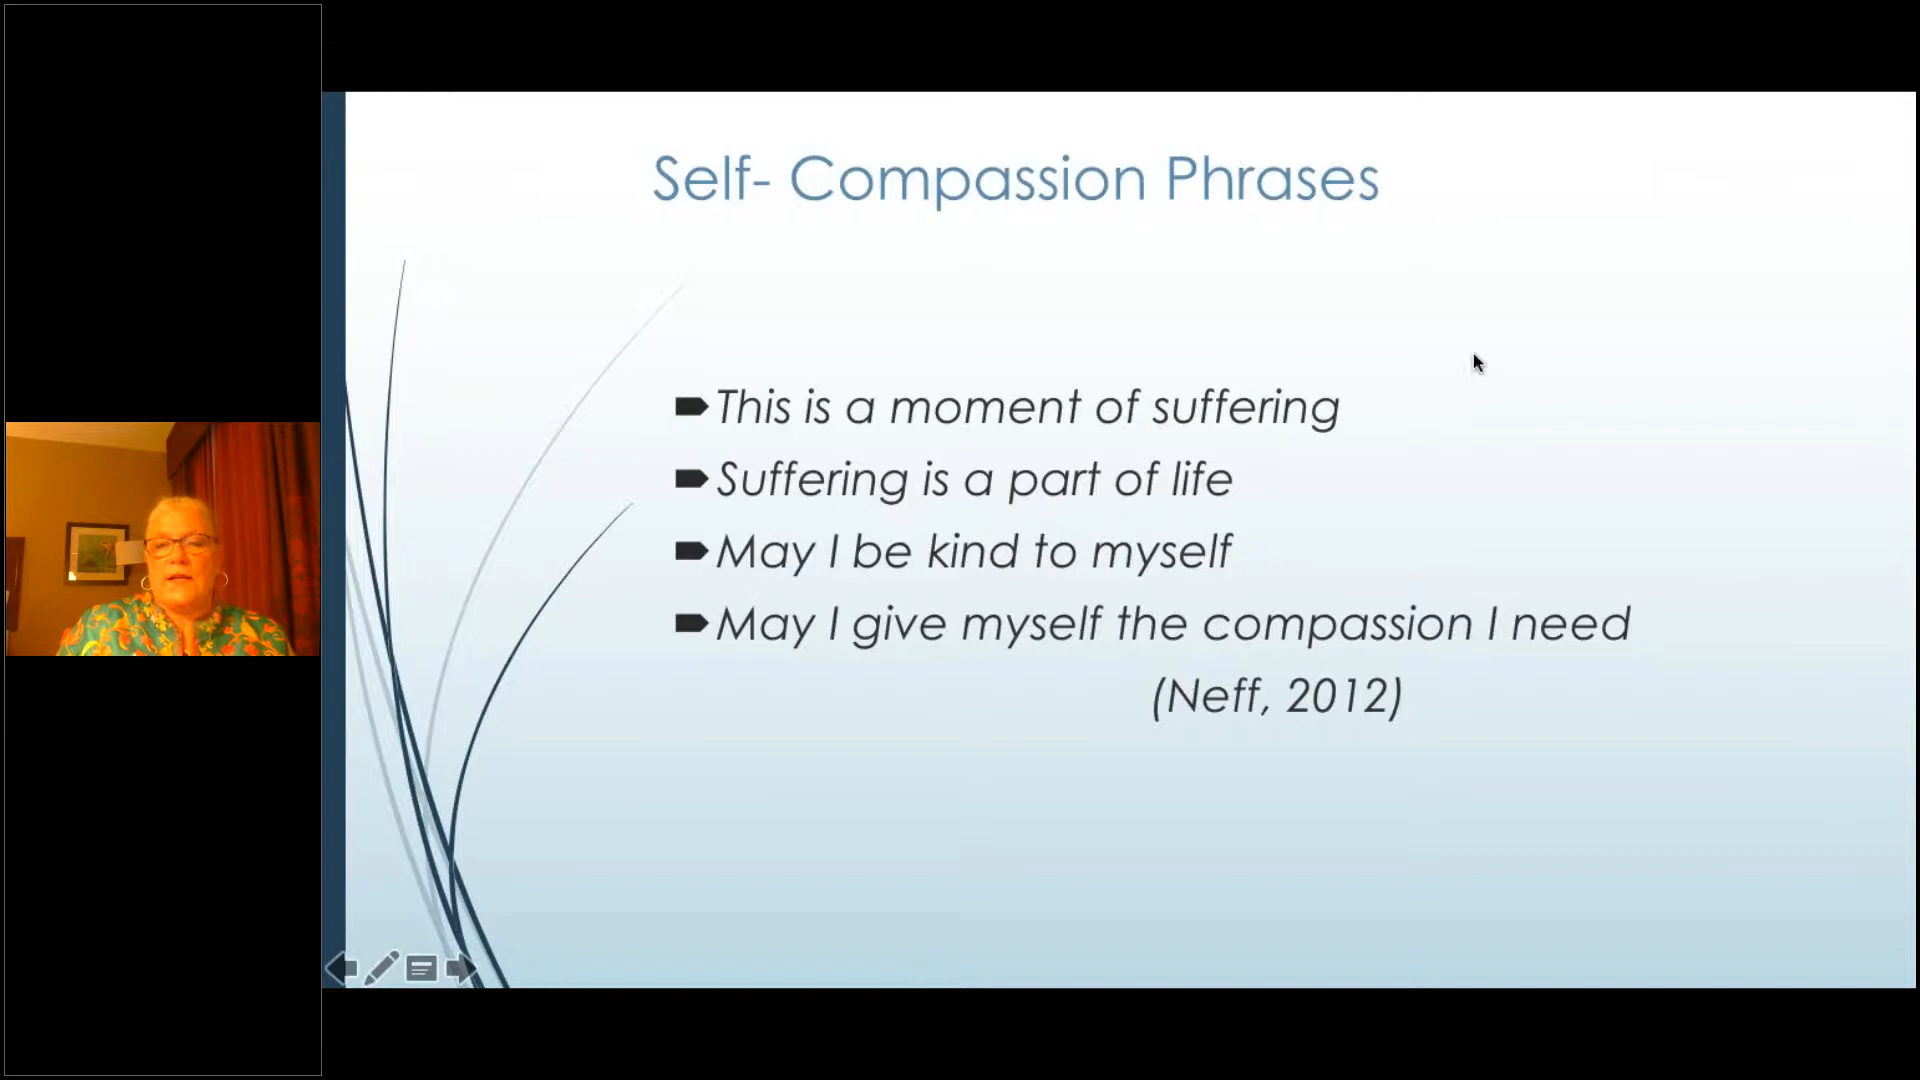 Self- Compassion Phrases
This is a moment of suffering
Suffering is a part of life
May I be kind to myself
May I give myself the compassion I need
(Neff, 2012)